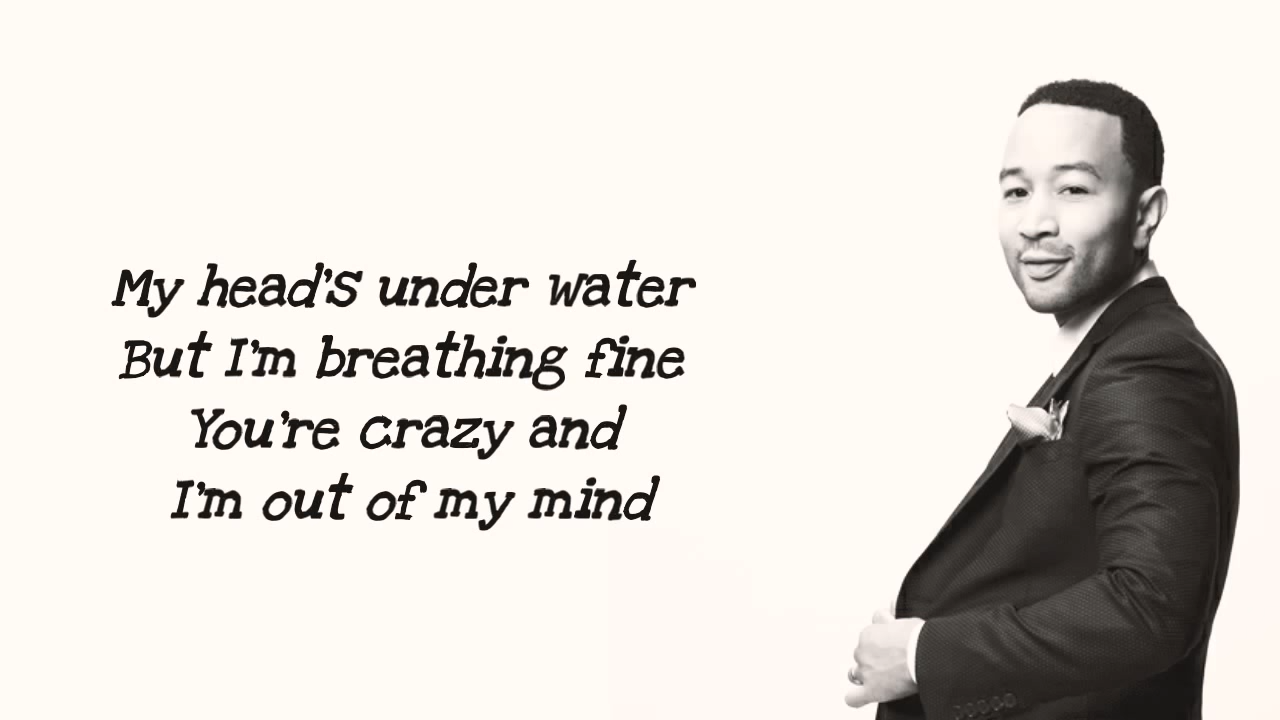 My head's under water
But I'm breathing fine
You're crazy and
I'm out of my mind